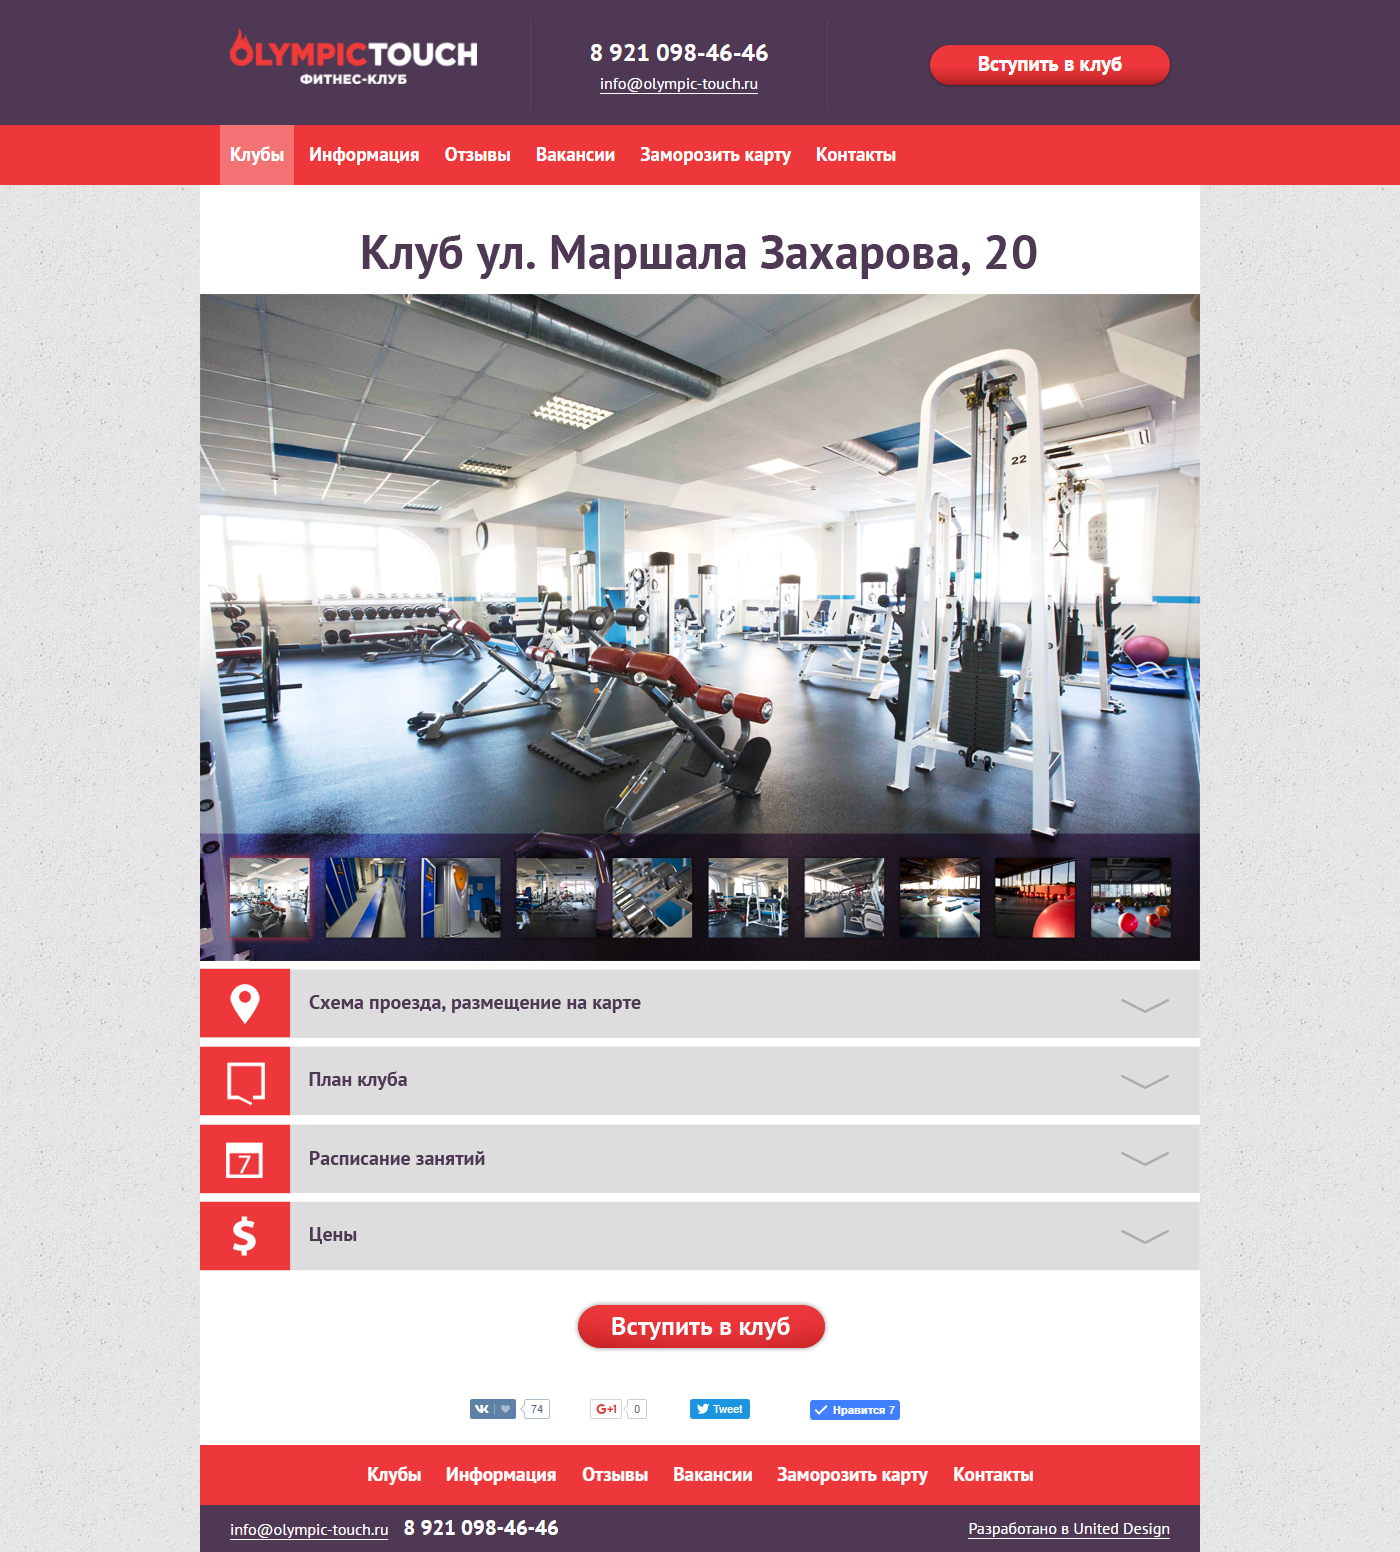 OLYMPICTOUCH
ФИТНЕС-КЛУБ
8 921 098-46-46
info@olympic-touch.ru
Вступить в клуб
Клубы Информация Отзывы Вакансии Заморозить карту Контакты
Клуб ул. Маршала Захарова, 20
22
Схема проезда, размещение на карте
План клуба
7
Расписание занятий
$
Цены
Вступить в клуб
74
G+1 0
Tweet
Нравится 7
Клубы Информация Отзывы Вакансии Заморозить карту Контакты
info@olympic-touch.ru 8 921 098-46-46
Разработано в United Design